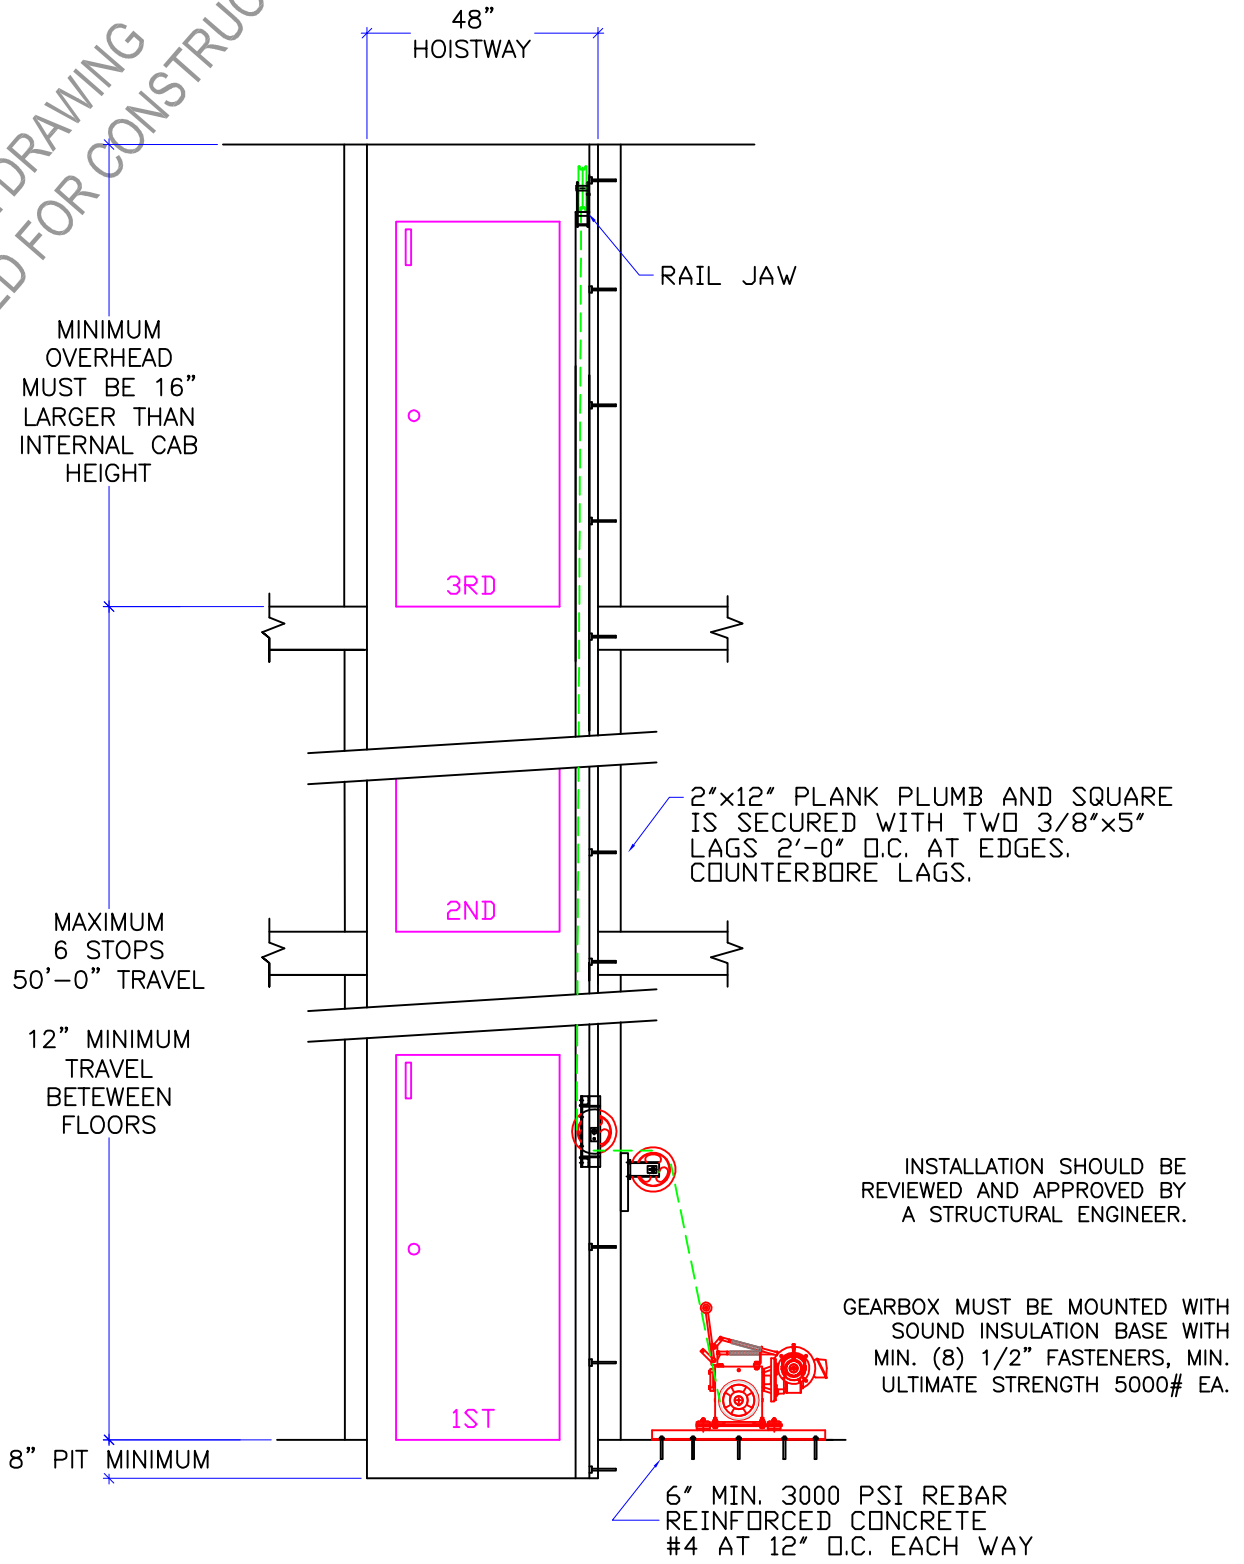 48”
HOISTWAY
DRAWING
FOR
RAIL JAW
MINIMUM
OVERHEAD
MUST BE 16”
LARGER THAN
INTERNAL CAB
HEIGHT
3RD
2"x12" PLANK PLUMB AND SQUARE
IS SECURED WITH TWO 3/8"x5"
LAGS 2'-0" O.C. AT EDGES.
COUNTERBORE LAGS.
2ND
MAXIMUM
6 STOPS
50’-0” TRAVEL
12” MINIMUM
TRAVEL
BETEWEEN
FLOORS
INSTALLATION SHOULD BE
REVIEWED AND APPROVED BY
A STRUCTURAL ENGINEER.
GEARBOX MUST BE MOUNTED WITH
SOUND INSULATION BASE WITH
MIN. (8) 1/2” FASTENERS, MIN.
ULTIMATE STRENGTH 5000# EA.
1ST
8” PIT MINIMUM
6" MIN. 3000 PSI REBAR
REINFORCED CONCRETE
#4 AT 12" O.C. EACH WAY